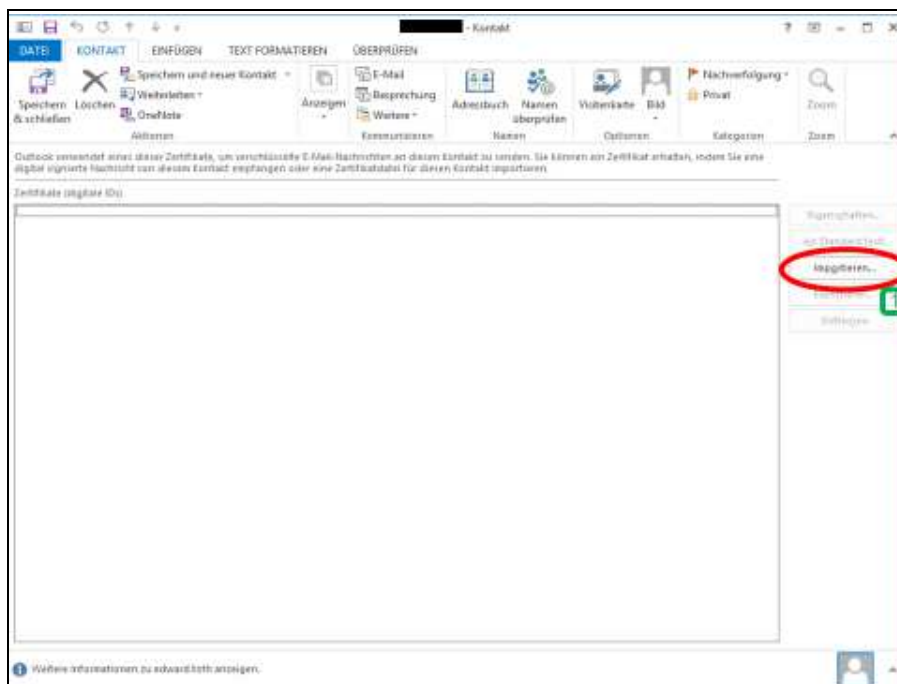 - Kontakt
?
DATEI KONTAKT EINFÜGEN TEXT FORMATIEREN ÜBERPRÜFEN
Speichern & schließen
Löschen
Speichern und neuer Kontakt
Weiterleiten
OneNote
Aktionen
Anzeigen
E-Mail
Besprechung
Weitere
Kommunizieren
Adressbuch
Namen überprüfen
Namen
Visitenkarte
Bild
Optionen
Nachverfolgung
Privat
Kategorien
Zoom
Zoom
Outlook verwendet eines dieser Zertifikate, um verschlüsselte E-Mail-Nachrichten an diesen Kontakt zu senden. Sie können ein Zertifikat erhalten, indem Sie eine
digital signierte Nachricht von diesem Kontakt empfangen oder eine Zertifikatdatei für diesen Kontakt importieren.
Zertifikate (digitale IDs):
Eigenschaften...
Importieren...
Exportieren...
Entfernen
Weitere Informationen zu edward.toth anzeigen.